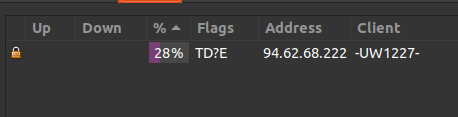 Up Down % Flags Address Client
28% TD?E 94.62.68.222 -UW1227-